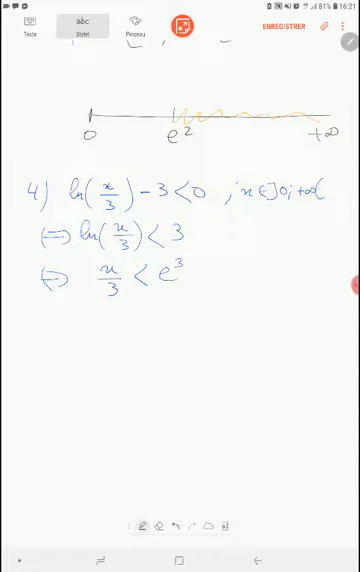 81% 16:21
abc
ENREGISTRER
Texte Stylet Pinceau
0 e² +∞
4) ln(x/3) - 3 < 0 , x ∈ ]0; +∞(
⇔ ln(x/3) < 3
⇔ x/3 < e³